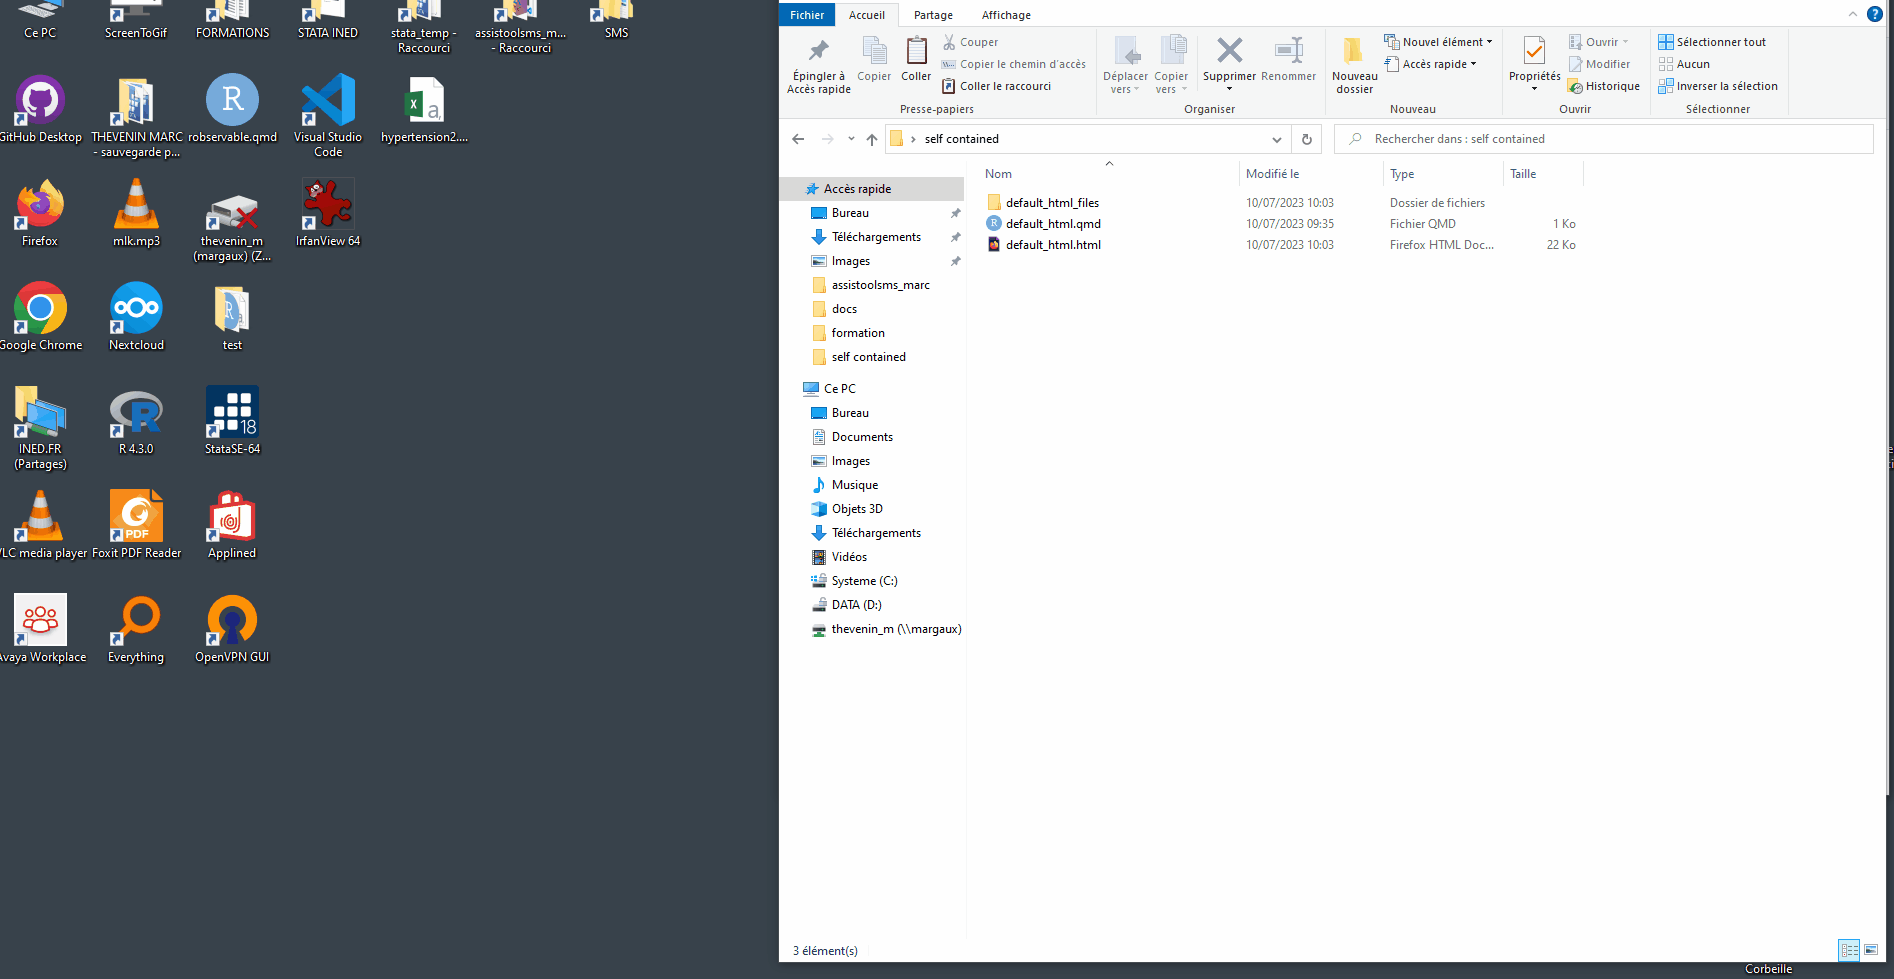 Ce PC
ScreenToGif
FORMATIONS
STATA INED
stata_temp -
Raccourci
assistoolsms_m...
- Raccourci
SMS
GitHub Desktop
THEVENIN MARC
- sauvegarde p...
robservable.qmd
Visual Studio
Code
hypertension2....
Firefox
mlk.mp3
thevenin_m
(margaux) (Z...
IrfanView 64
Google Chrome
Nextcloud
test
INED.FR
(Partages)
R 4.3.0
StataSE-64
18
VLC media player
Foxit PDF Reader
PDF
Applined
Avaya Workplace
Everything
OpenVPN GUI
Fichier
Accueil
Partage
Affichage
Épingler à
Accès rapide
Copier
Coller
Couper
Copier le chemin d'accès
Coller le raccourci
Presse-papiers
Déplacer
vers
Copier
vers
Supprimer
Renommer
Organiser
Nouveau
dossier
Nouvel élément
Accès rapide
Nouveau
Propriétés
Ouvrir
Modifier
Historique
Ouvrir
Sélectionner tout
Aucun
Inverser la sélection
Sélectionner
self contained
Rechercher dans : self contained
Nom
Modifié le
Type
Taille
default_html_files 10/07/2023 10:03 Dossier de fichiers
default_html.qmd 10/07/2023 09:35 Fichier QMD 1 Ko
default_html.html 10/07/2023 10:03 Firefox HTML Doc... 22 Ko
Accès rapide
Bureau
Téléchargements
Images
assistoolsms_marc
docs
formation
self contained
Ce PC
Bureau
Documents
Images
Musique
Objets 3D
Téléchargements
Vidéos
Systeme (C:)
DATA (D:)
thevenin_m (\\margaux)
3 élément(s)
Corbeille